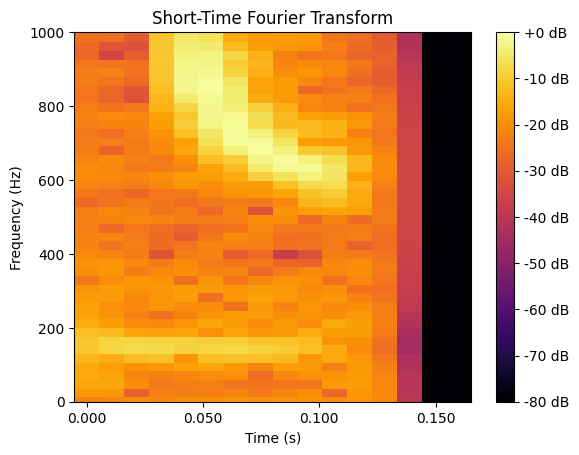 Short-Time Fourier Transform
1000
800
600
400
200
0
Frequency (Hz)
0.000
0.050
0.100
0.150
Time (s)
+0 dB
-10 dB
-20 dB
-30 dB
-40 dB
-50 dB
-60 dB
-70 dB
-80 dB